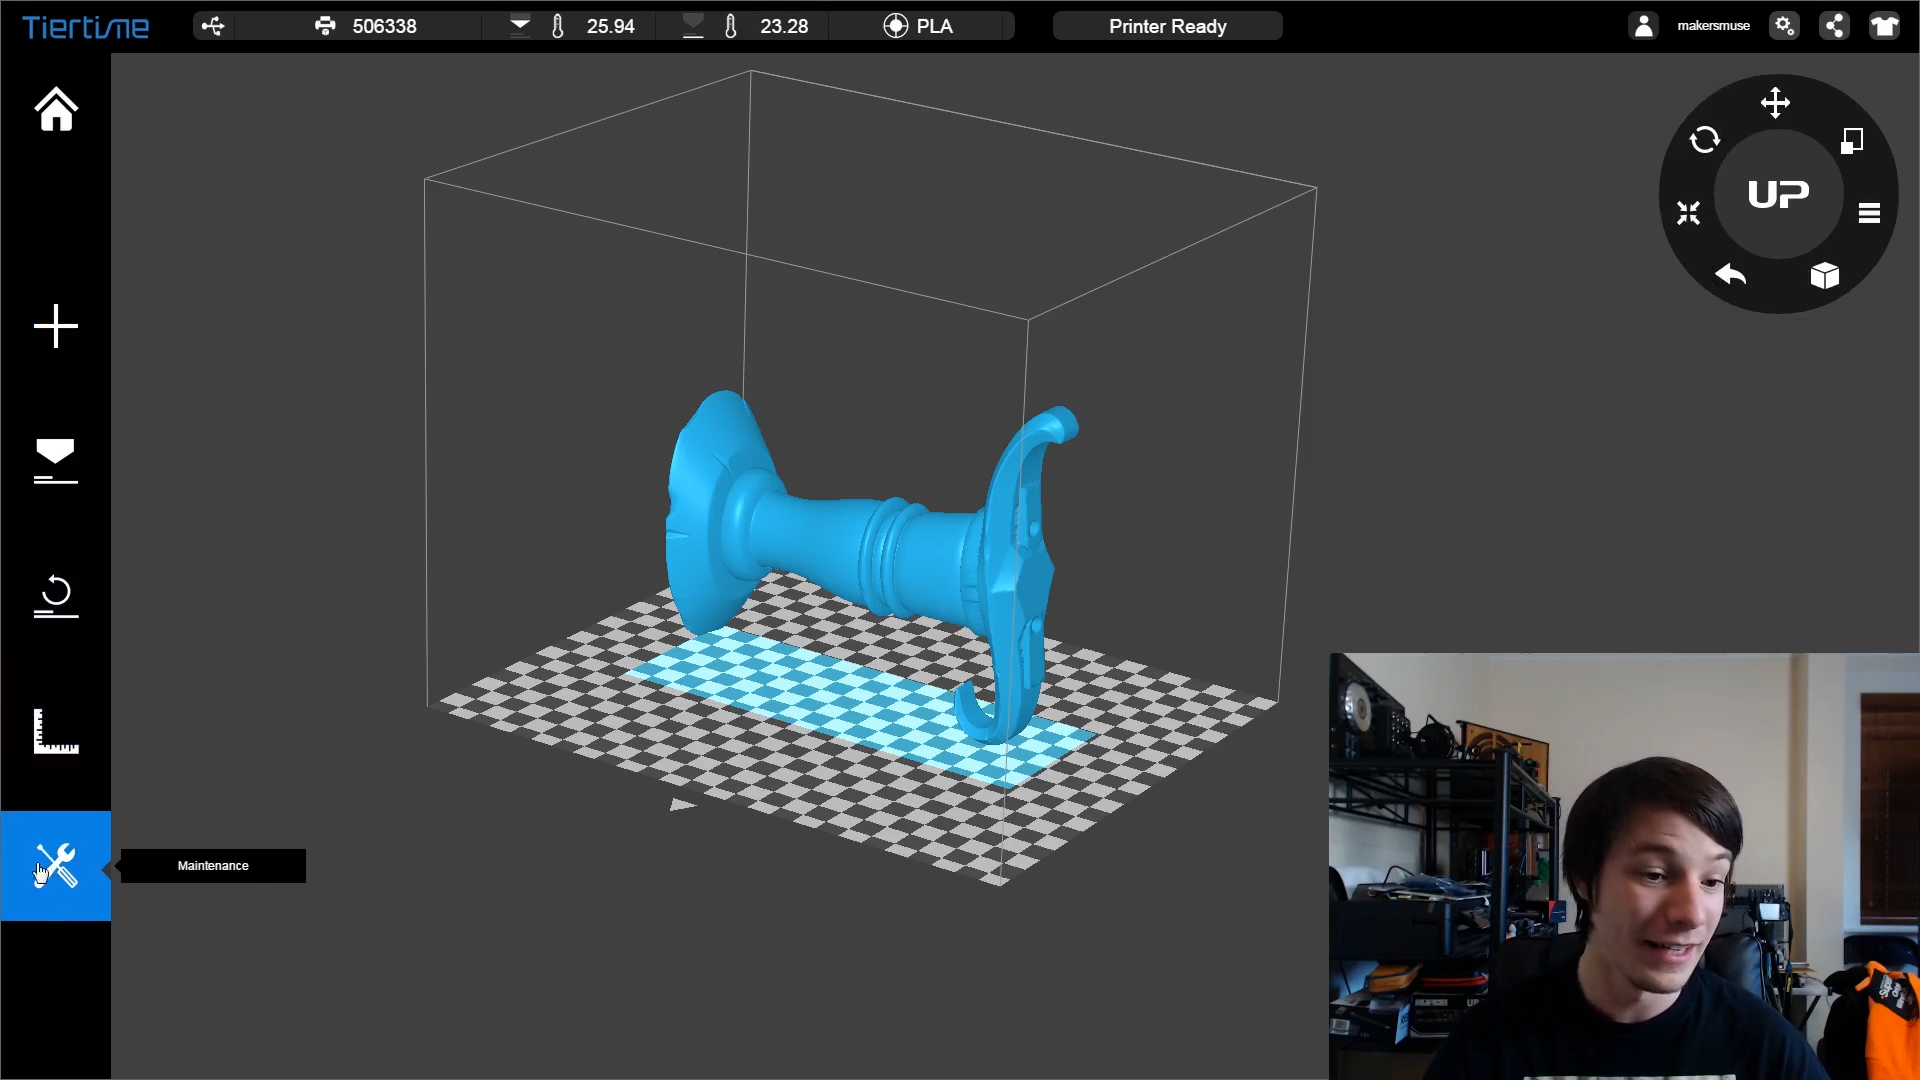 Tiertime
506338
25.94
23.28
PLA
Printer Ready
makersmuse
UP
Maintenance